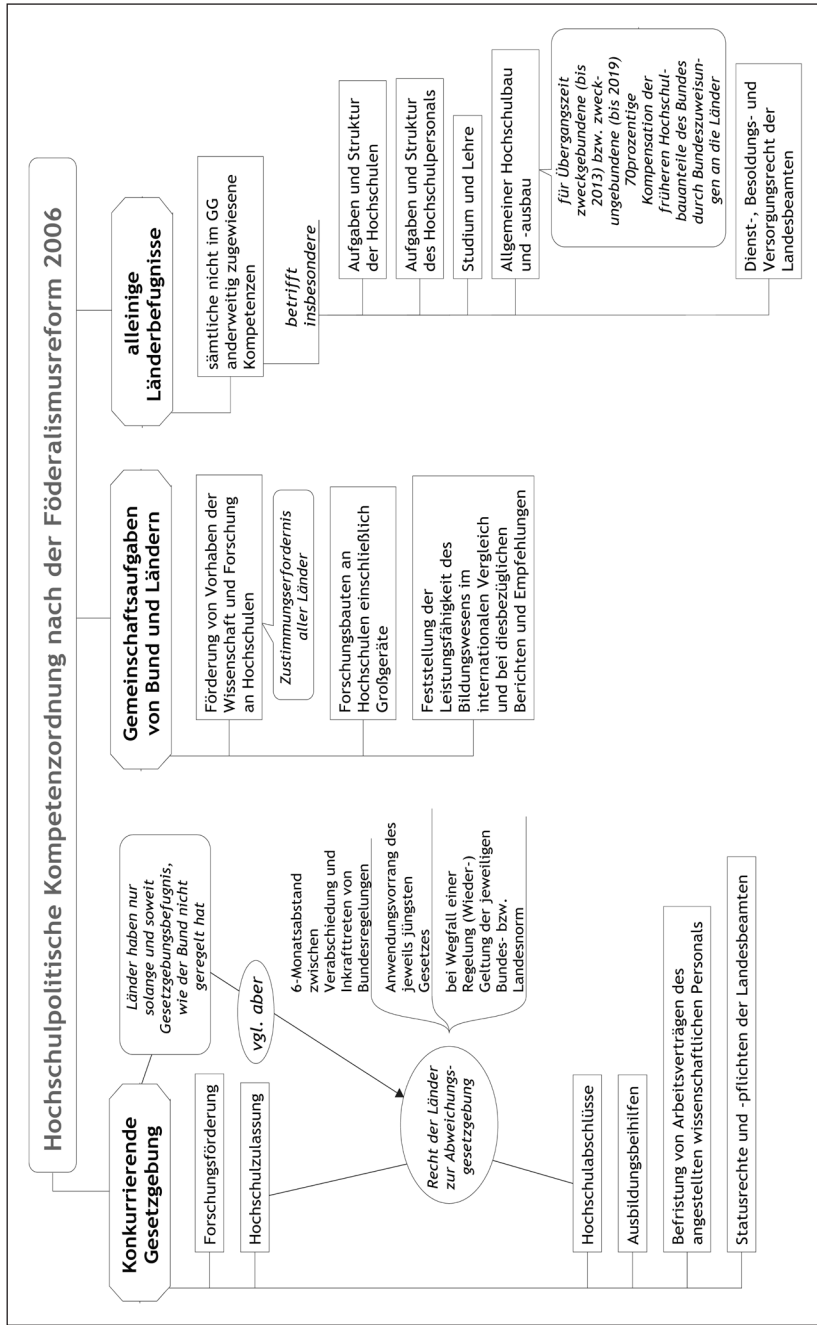 Hochschulpolitische Kompetenzordnung nach der Föderalismusreform 2006
Konkurrierende
Gesetzgebung
Länder haben nur
solange und soweit
Gesetzgebungsbefugnis,
wie der Bund nicht
geregelt hat
Forschungsförderung
Hochschulzulassung
vgl. aber
Recht der Länder
zur Abweichungs-
gesetzgebung
6-Monatsabstand
zwischen
Verabschiedung und
Inkrafttreten von
Bundesregelungen
Anwendungsvorrang des
jeweils jüngsten
Gesetzes
bei Wegfall einer
Regelung (Wieder-)
Geltung der jeweiligen
Bundes- bzw.
Landesnorm
Hochschulabschlüsse
Ausbildungsbeihilfen
Befristung von Arbeitsverträgen des
angestellten wissenschaftlichen Personals
Statusrechte und -pflichten der Landesbeamten
Gemeinschaftsaufgaben
von Bund und Ländern
Förderung von Vorhaben der
Wissenschaft und Forschung
an Hochschulen
Zustimmungserfordernis
aller Länder
Forschungsbauten an
Hochschulen einschließlich
Großgeräte
Feststellung der
Leistungsfähigkeit des
Bildungswesens im
internationalen Vergleich
und bei diesbezüglichen
Berichten und Empfehlungen
alleinige
Länderbefugnisse
sämtliche nicht im GG
anderweitig zugewiesene
Kompetenzen
betrifft
insbesondere
Aufgaben und Struktur
der Hochschulen
Aufgaben und Struktur
des Hochschulpersonals
Studium und Lehre
Allgemeiner Hochschulbau
und -ausbau
für Übergangszeit
zweckgebundene (bis
2013) bzw. zweck-
ungebundene (bis 2019)
70prozentige
Kompensation der
früheren Hochschul-
bauanteile des Bundes
durch Bundeszuweisun-
gen an die Länder
Dienst-, Besoldungs- und
Versorgungsrecht der
Landesbeamten